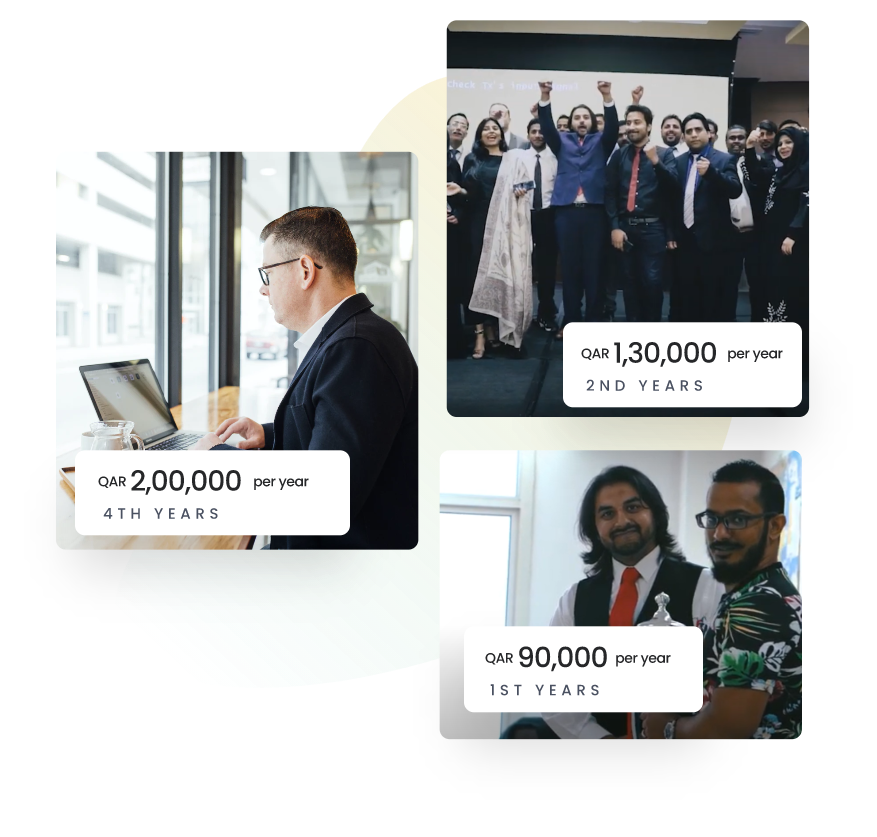 QAR 1,30,000 per year
2ND YEARS
QAR 2,00,000 per year
4TH YEARS
QAR 90,000 per year
1ST YEARS